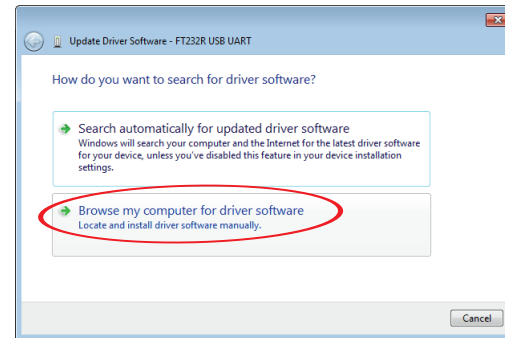 Update Driver Software - FT232R USB UART
How do you want to search for driver software?
Search automatically for updated driver software
Windows will search your computer and the Internet for the latest driver software
for your device, unless you've disabled this feature in your device installation
settings.
Browse my computer for driver software
Locate and install driver software manually.
Cancel